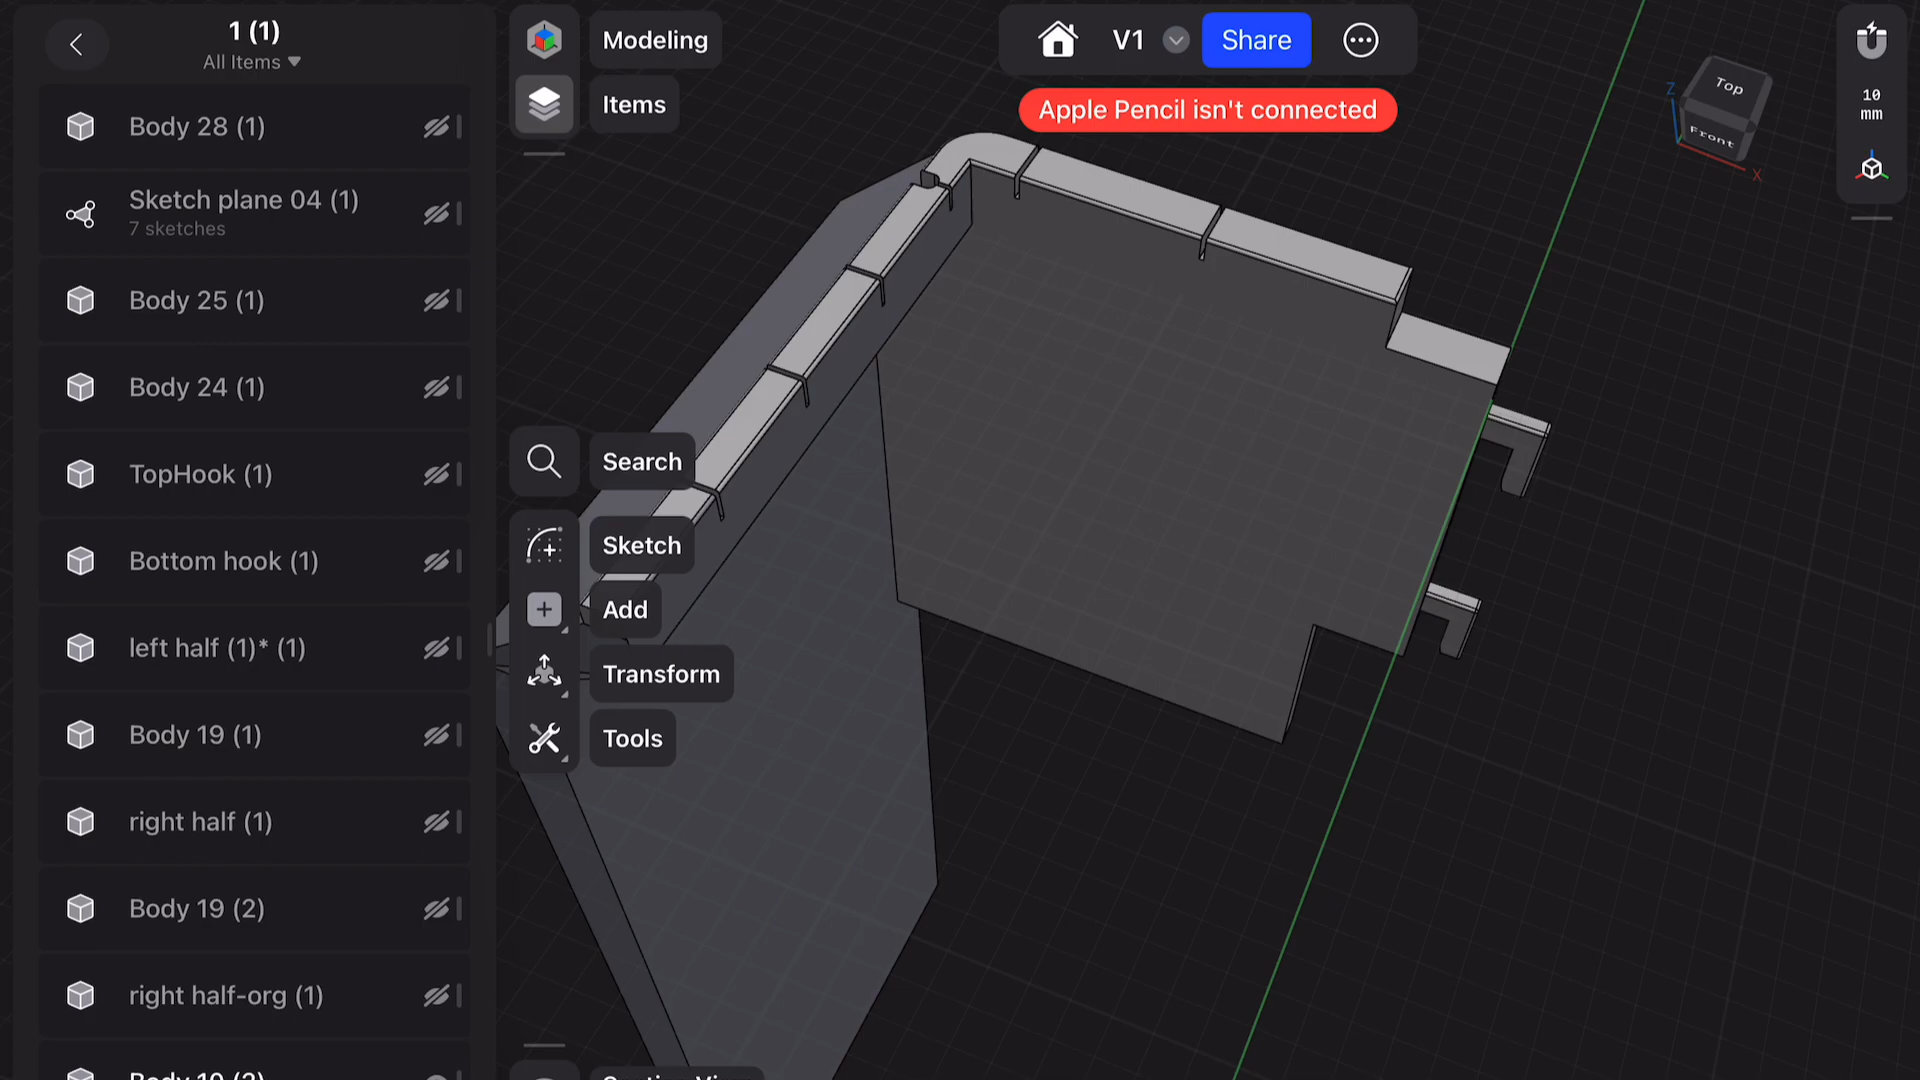 1 (1)
All Items
Body 28 (1)
Sketch plane 04 (1)
7 sketches
Body 25 (1)
Body 24 (1)
TopHook (1)
Bottom hook (1)
left half (1)* (1)
Body 19 (1)
right half (1)
Body 19 (2)
right half-org (1)
Modeling
Items
Search
Sketch
Add
Transform
Tools
V1
Share
Apple Pencil isn't connected
Top
Front
Z
X
10
mm